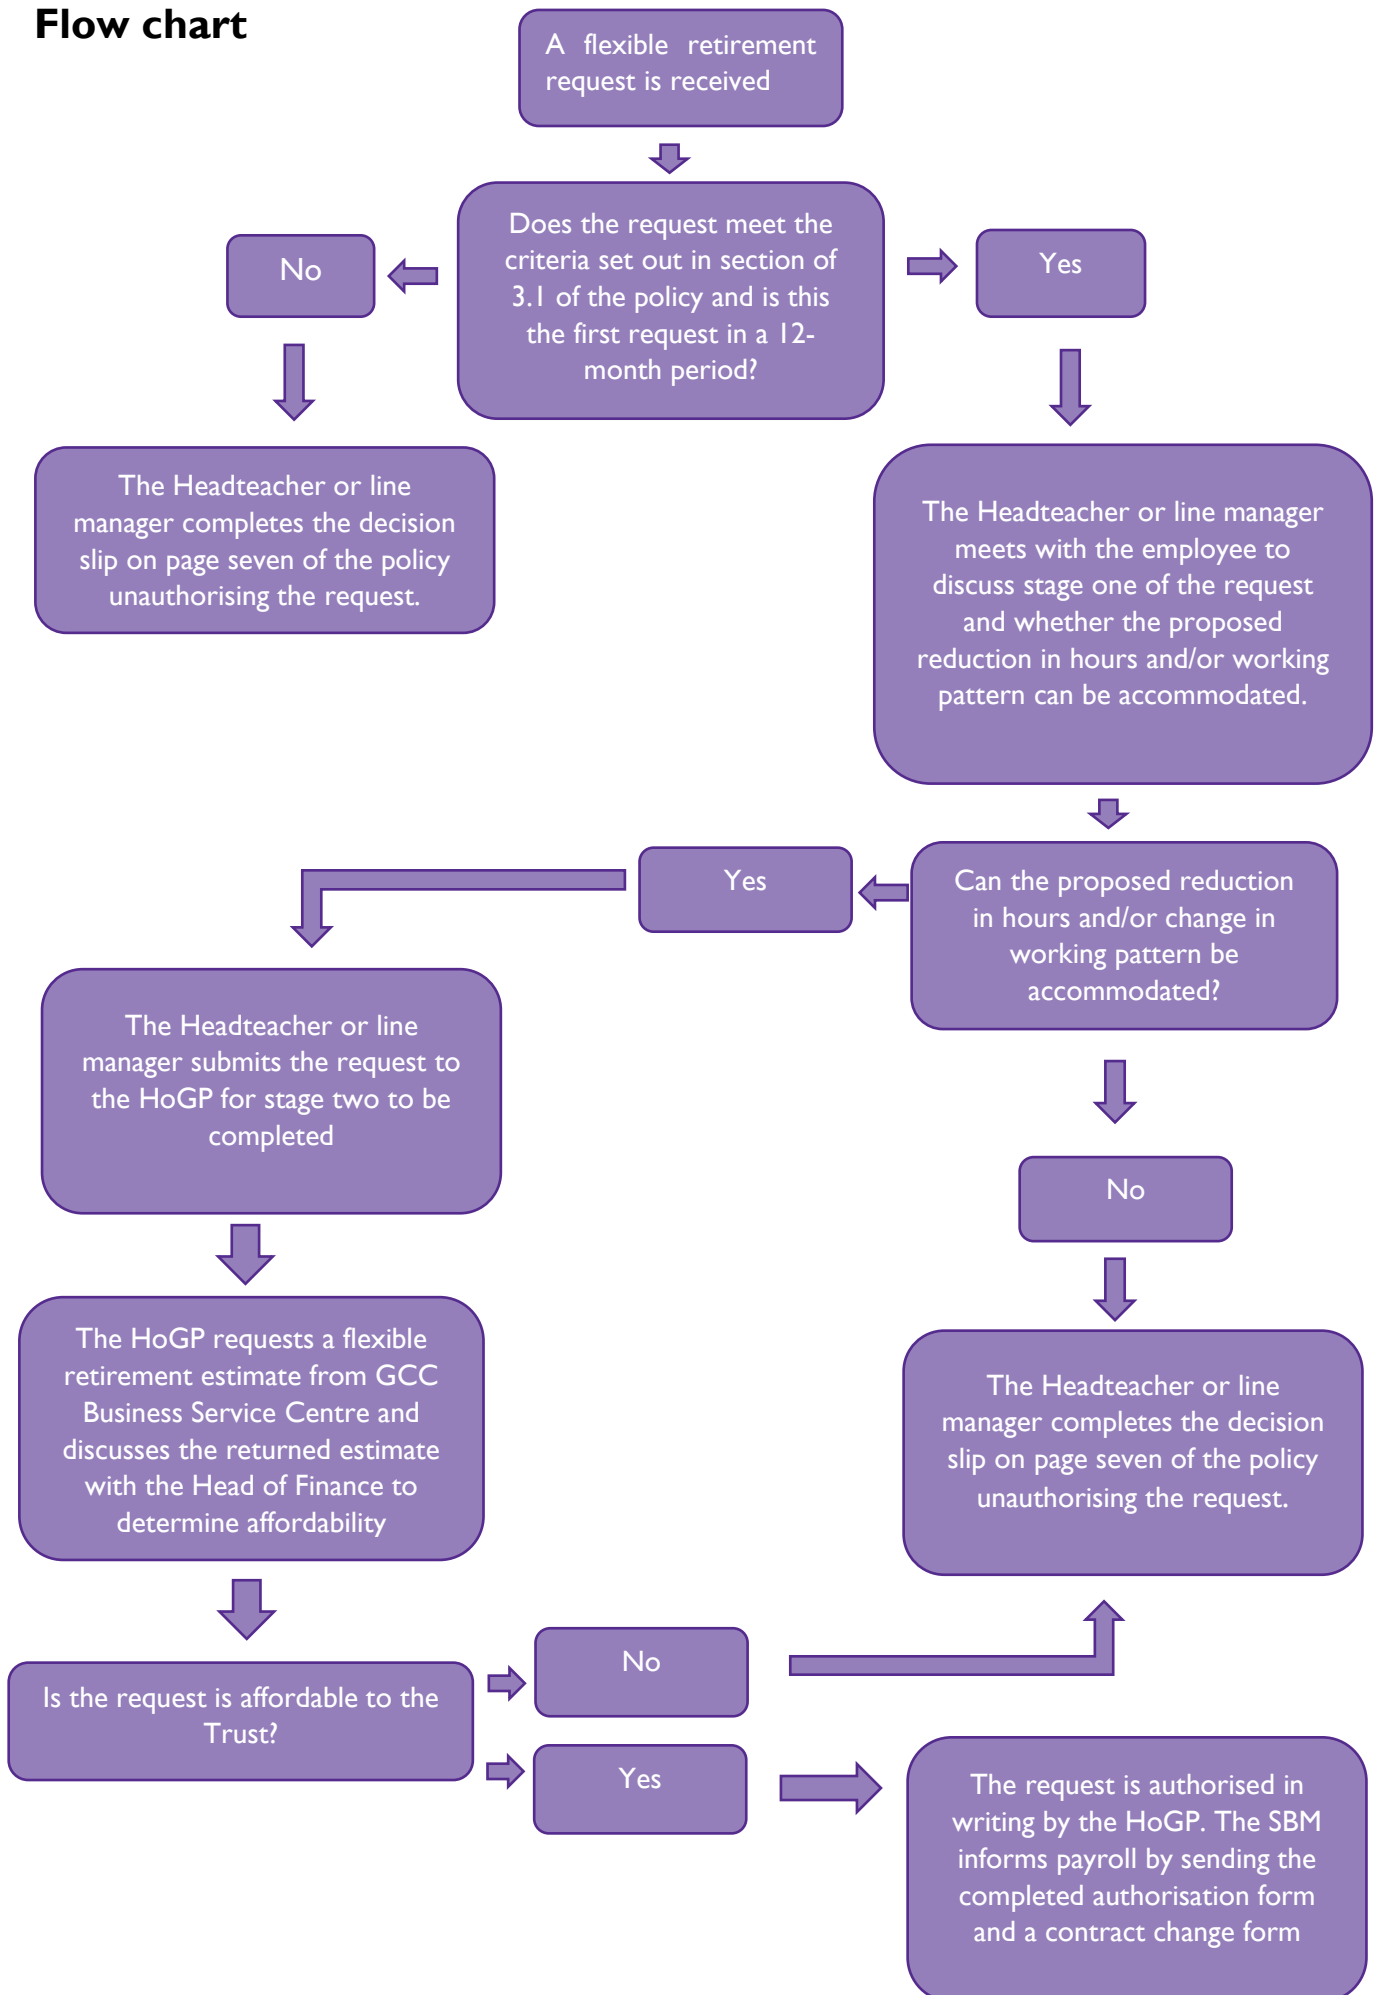 Flow chart
A flexible retirement
request is received
Does the request meet the
criteria set out in section of
3.1 of the policy and is this
the first request in a 12-
month period?
No
Yes
The Headteacher or line
manager completes the decision
slip on page seven of the policy
unauthorising the request.
The Headteacher or line manager
meets with the employee to
discuss stage one of the request
and whether the proposed
reduction in hours and/or working
pattern can be accommodated.
Can the proposed reduction
in hours and/or change in
working pattern be
accommodated?
Yes
The Headteacher or line
manager submits the request to
the HoGP for stage two to be
completed
No
The HoGP requests a flexible
retirement estimate from GCC
Business Service Centre and
discusses the returned estimate
with the Head of Finance to
determine affordability
The Headteacher or line
manager completes the decision
slip on page seven of the policy
unauthorising the request.
Is the request is affordable to the
Trust?
No
Yes
The request is authorised in
writing by the HoGP. The SBM
informs payroll by sending the
completed authorisation form
and a contract change form